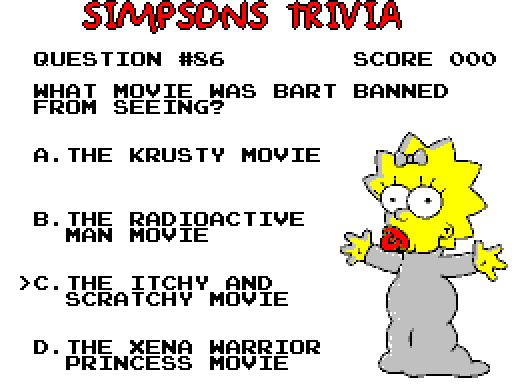 SIMPSONS TRIVIA
QUESTION #86 SCORE 000
WHAT MOVIE WAS BART BANNED
FROM SEEING?
A. THE KRUSTY MOVIE
B. THE RADIOACTIVE
MAN MOVIE
>C. THE ITCHY AND
SCRATCHY MOVIE
D. THE XENA WARRIOR
PRINCESS MOVIE